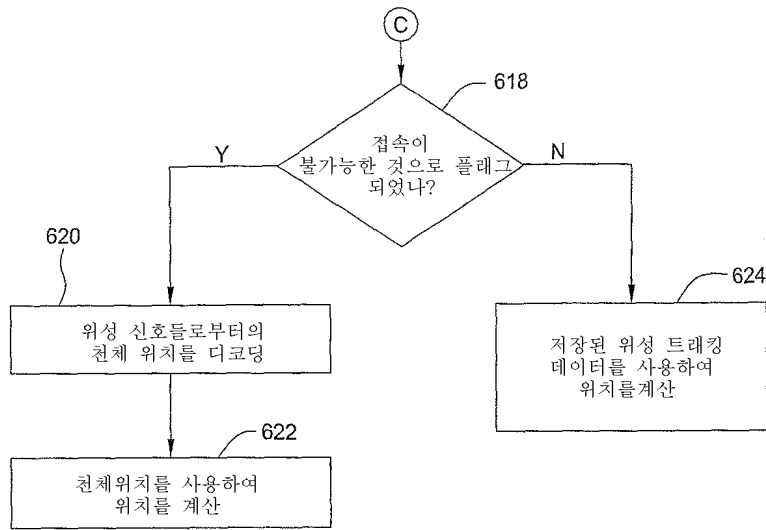 C
618
접속이
불가능한 것으로 플래그
되었나?
Y
N
620
위성 신호들로부터의
천체 위치를 디코딩
624
저장된 위성 트래킹
데이터를 사용하여
위치를계산
622
천체위치를 사용하여
위치를 계산